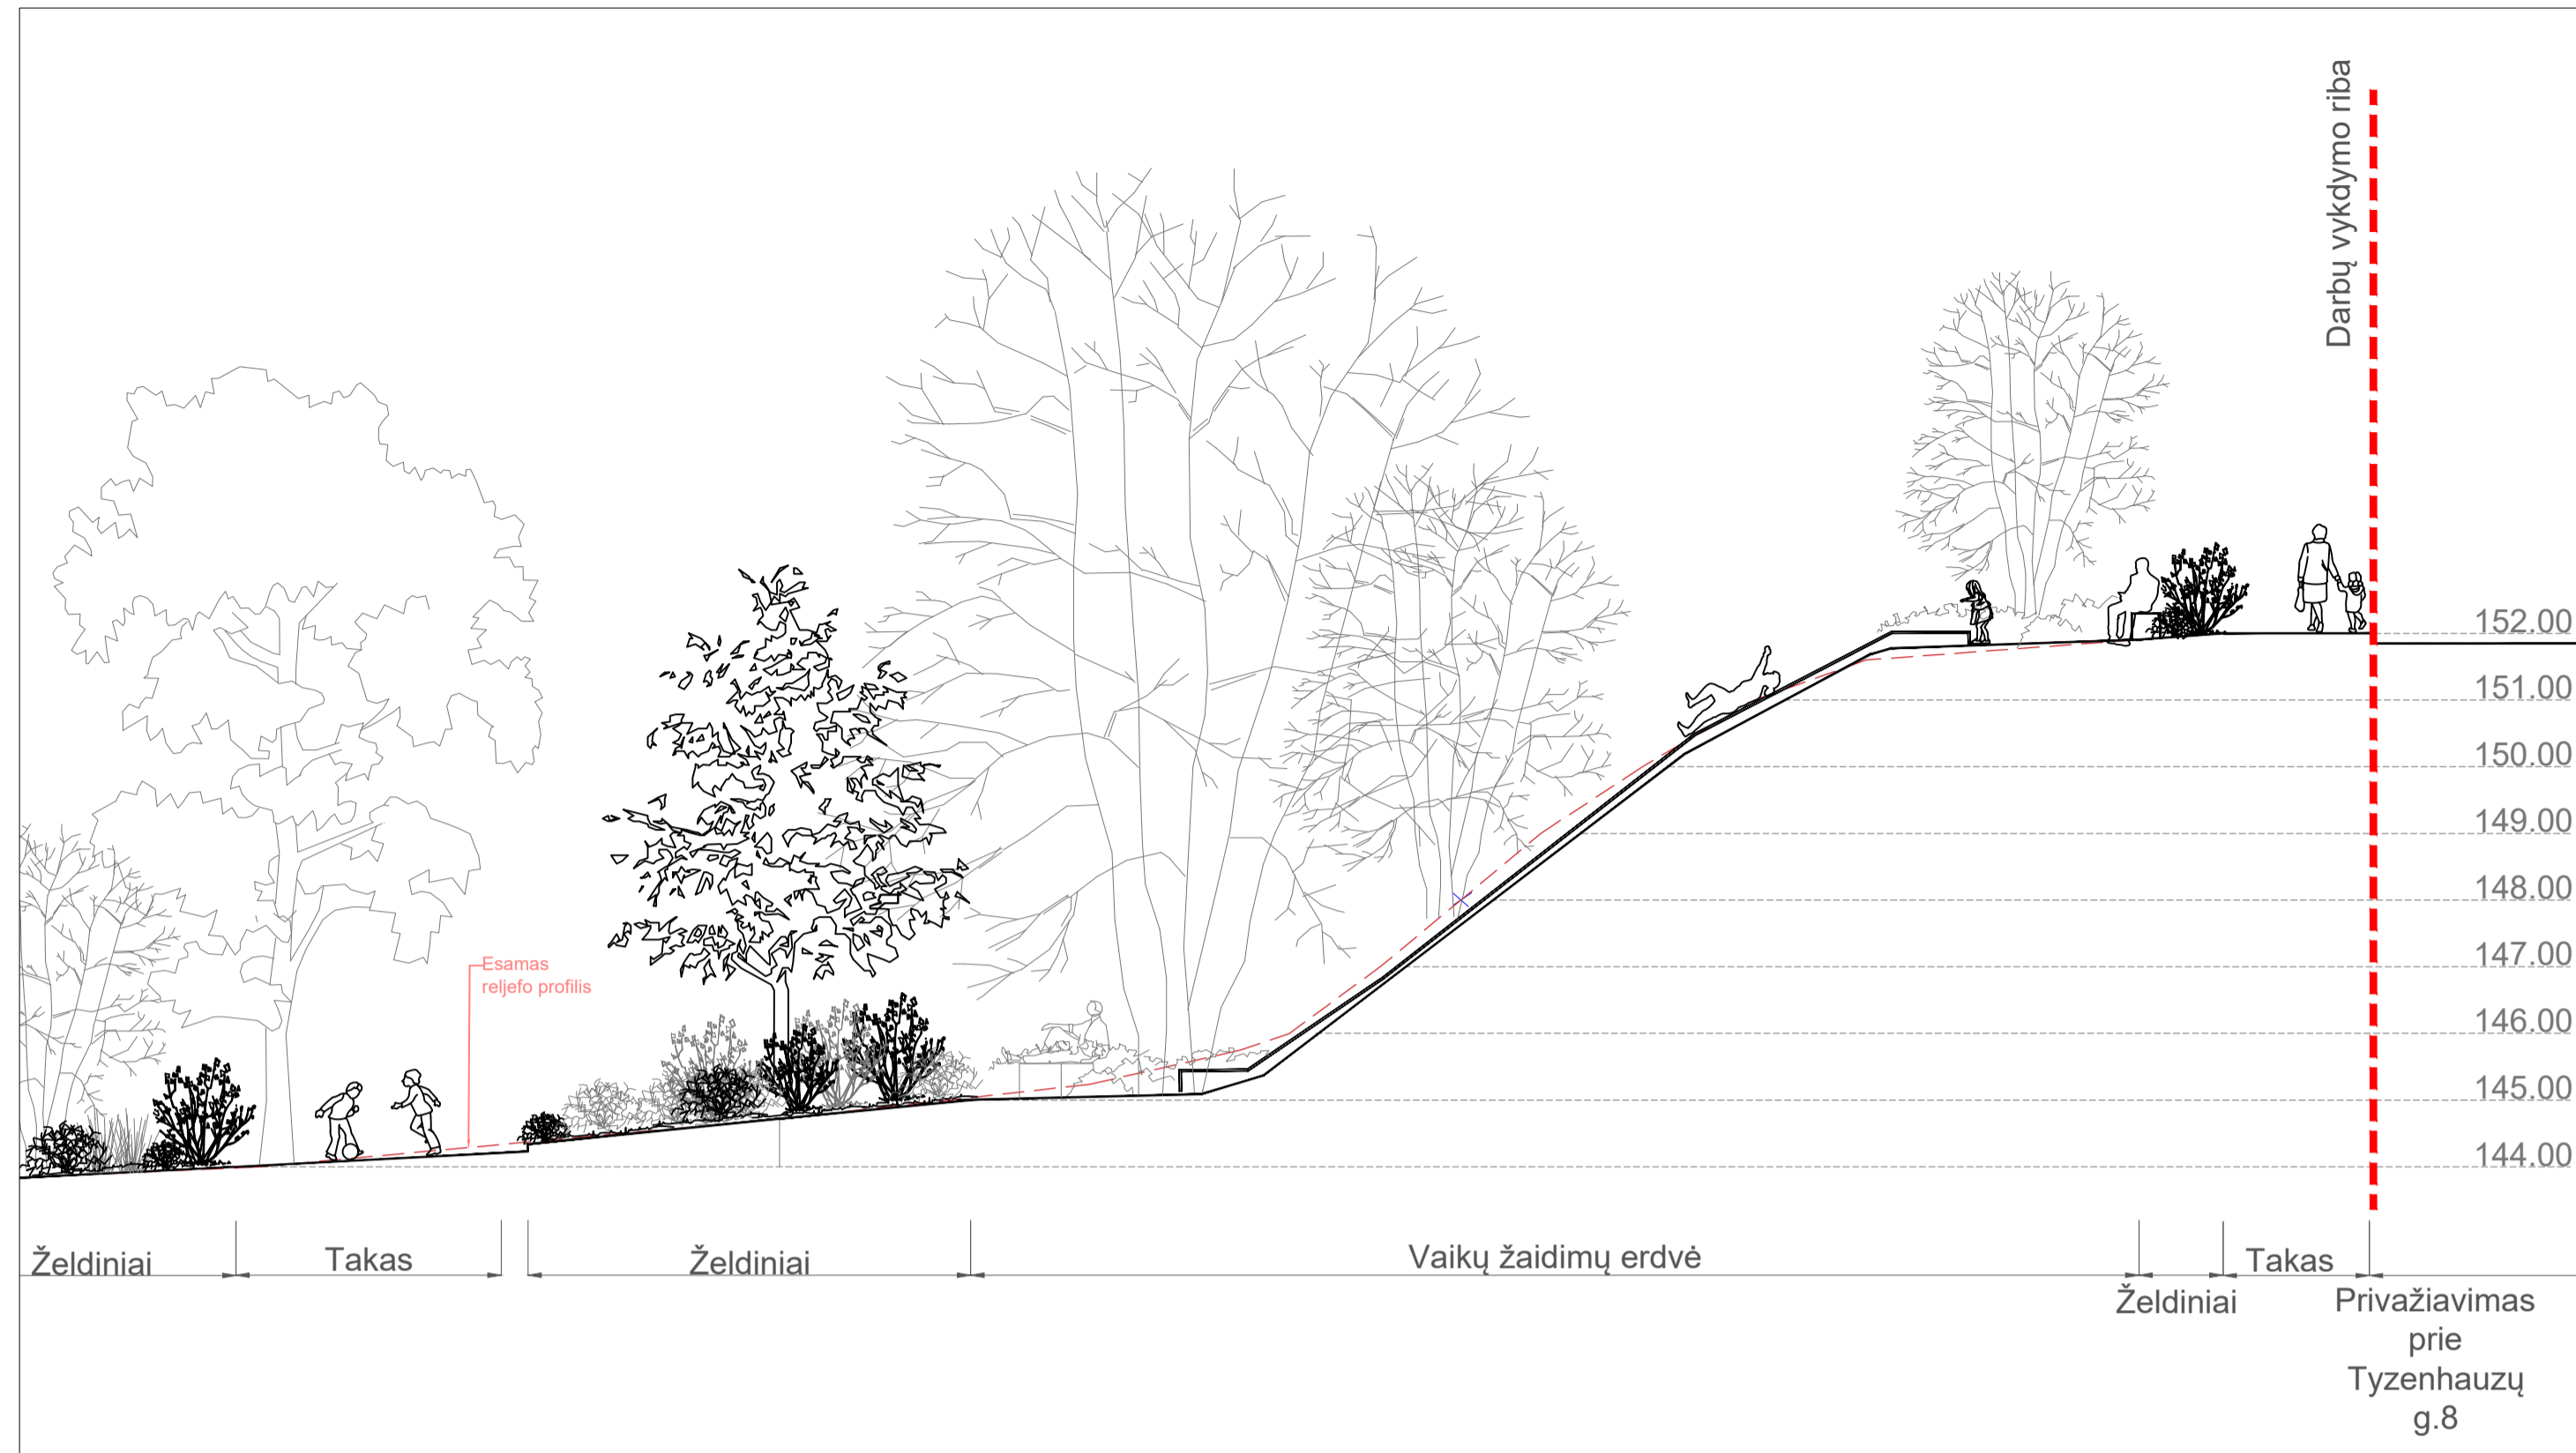 Darbų vykdymo riba
152.00
151.00
150.00
149.00
148.00
147.00
146.00
145.00
144.00
Esamas
reljefo profilis
Želdiniai
Takas
Želdiniai
Vaikų žaidimų erdvė
Želdiniai
Takas
Privažiavimas
prie
Tyzenhauzų
g.8